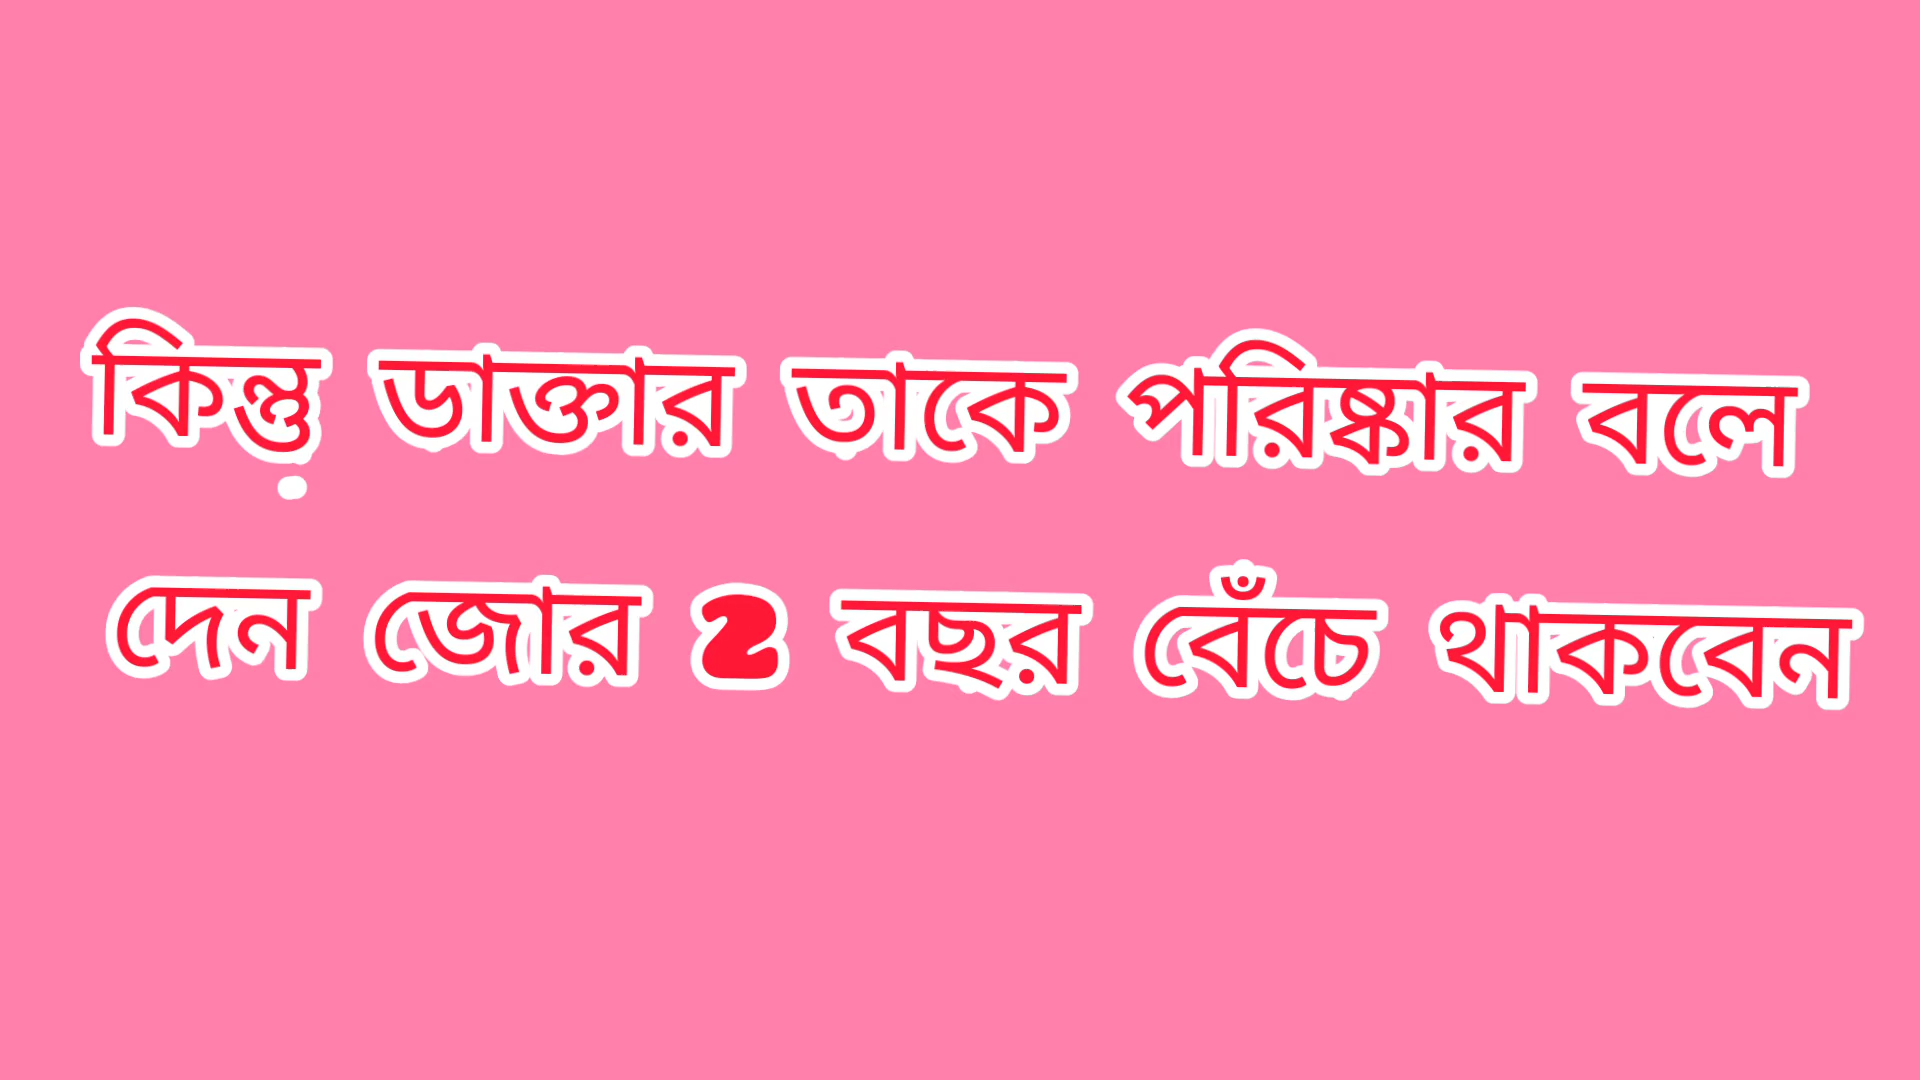 কিন্তু ডাক্তার তাকে পরিষ্কার বলে
দেন জোর 2 বছর বেঁচে থাকবেন